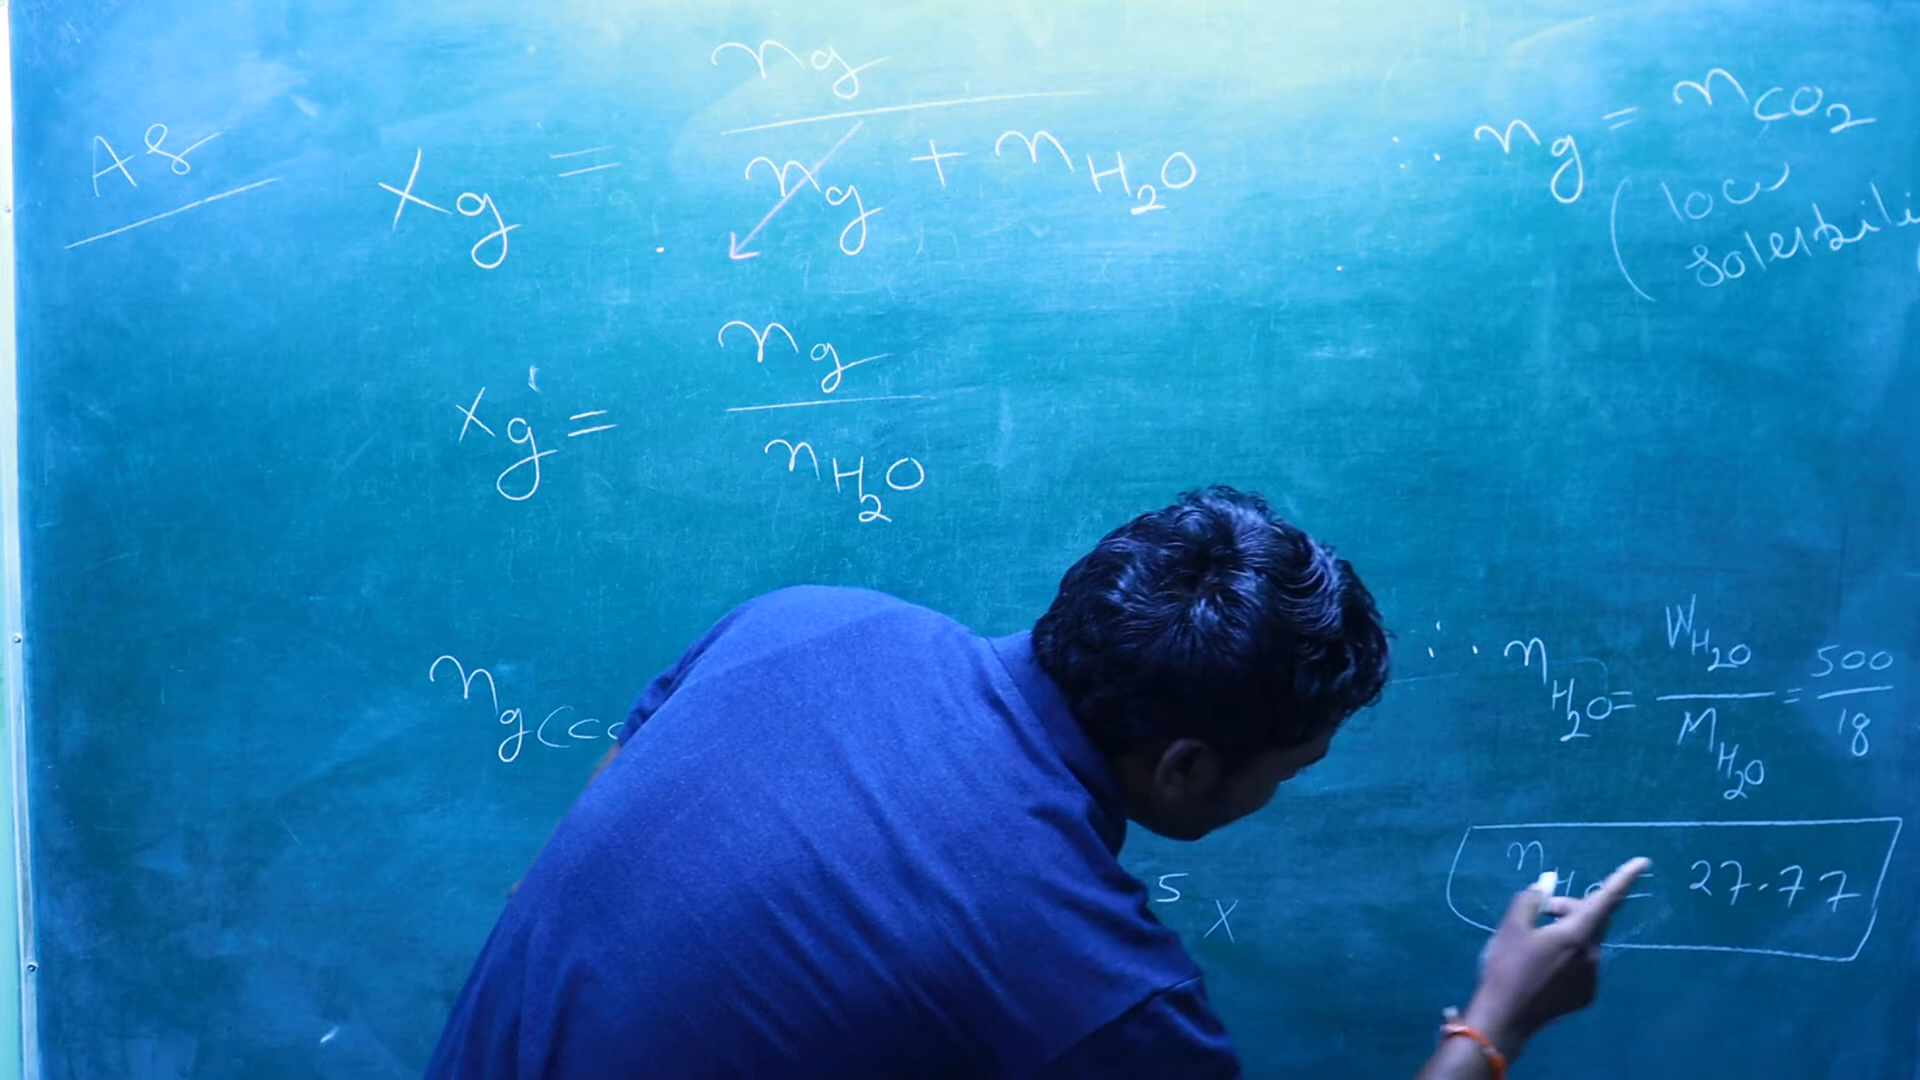 As xg = ng / (ng + nH2O) ∴ ng = nCO2
(low
xg' = ng / nH2O
∴ nH2O = WH2O / MH2O = 500 / 18
ng(
nH2O = 27.77
5 X